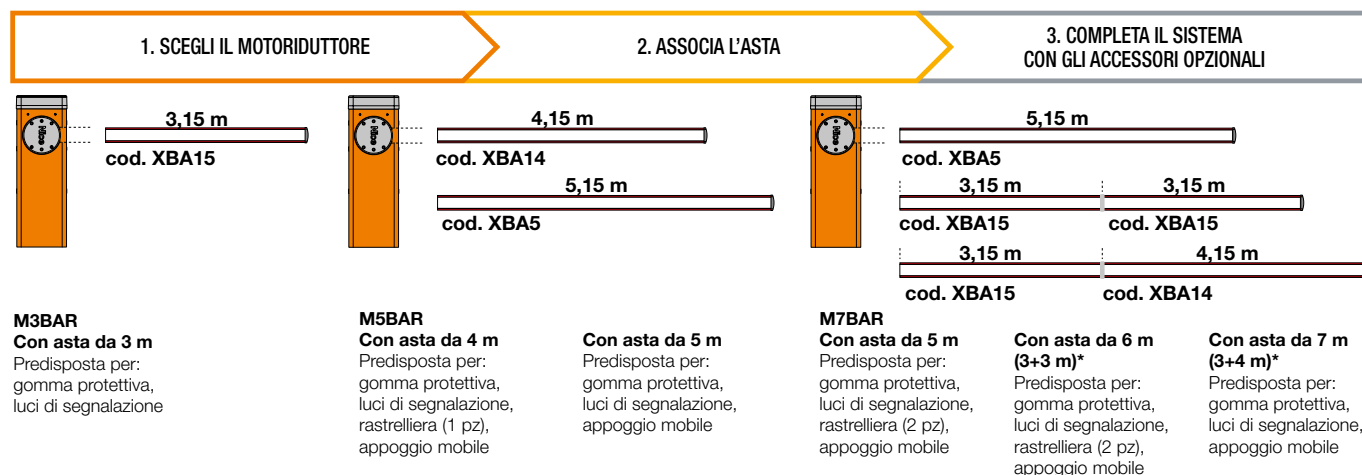 1. SCEGLI IL MOTORIDUTTORE
2. ASSOCIA L'ASTA
3. COMPLETA IL SISTEMA
CON GLI ACCESSORI OPZIONALI
Nice
3,15 m
cod. XBA15
Nice
4,15 m
cod. XBA14
5,15 m
cod. XBA5
Nice
5,15 m
cod. XBA5
3,15 m
3,15 m
cod. XBA15
cod. XBA15
3,15 m
4,15 m
cod. XBA15
cod. XBA14
M3BAR
Con asta da 3 m
Predisposta per:
gomma protettiva,
luci di segnalazione
M5BAR
Con asta da 4 m
Predisposta per:
gomma protettiva,
luci di segnalazione,
rastrelliera (1 pz),
appoggio mobile
Con asta da 5 m
Predisposta per:
gomma protettiva,
luci di segnalazione,
appoggio mobile
M7BAR
Con asta da 5 m
Predisposta per:
gomma protettiva,
luci di segnalazione,
rastrelliera (2 pz),
appoggio mobile
Con asta da 6 m
(3+3 m)*
Predisposta per:
gomma protettiva,
luci di segnalazione,
rastrelliera (2 pz),
appoggio mobile
Con asta da 7 m
(3+4 m)*
Predisposta per:
gomma protettiva,
luci di segnalazione,
appoggio mobile